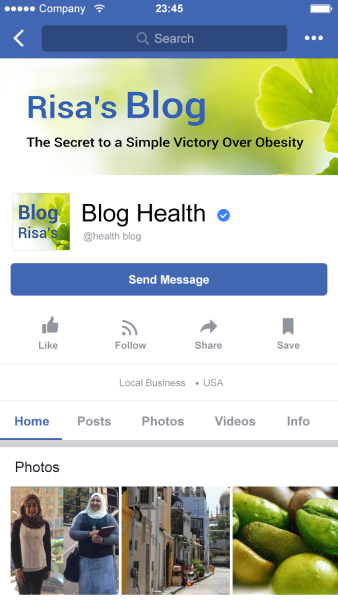 Company 23:45
Search
Risa's Blog
The Secret to a Simple Victory Over Obesity
Blog
Risa's
Blog Health
@health blog
Send Message
Like Follow Share Save
Local Business • USA
Home Posts Photos Videos Info
Photos